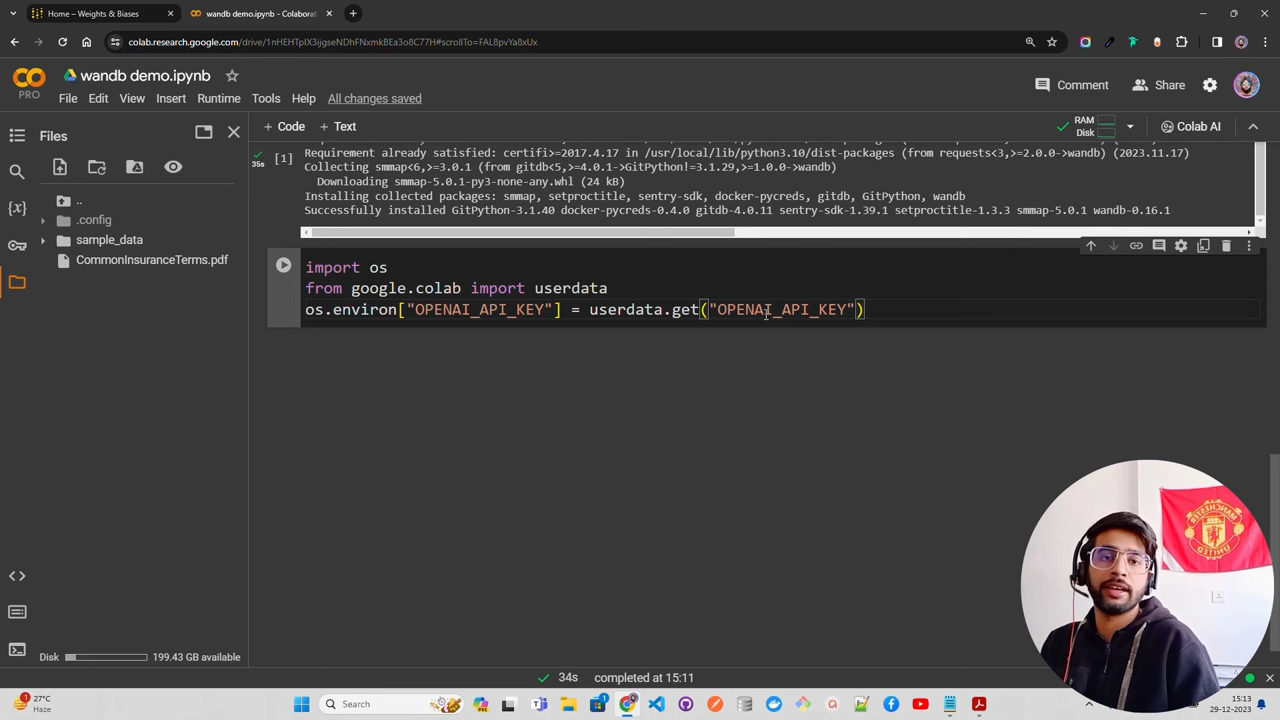 Home – Weights & Biases
wandb demo.ipynb - Colaborat
colab.research.google.com/drive/1nHEHTpIX3ijgseNDhFNxmkBEa3o8C77H#scrollTo=FAL8pvYa8xUx
CO
PRO
wandb demo.ipynb
File Edit View Insert Runtime Tools Help All changes saved
Comment
Share
Files
+ Code + Text
RAM
Disk
Colab AI
35s
[1]
Requirement already satisfied: certifi>=2017.4.17 in /usr/local/lib/python3.10/dist-packages (from requests<3,>=2.0.0->wandb) (2023.11.17)
Collecting smmap<6,>=3.0.1 (from gitdb<5,>=4.0.1->GitPython!=3.1.29,>=1.0.0->wandb)
Downloading smmap-5.0.1-py3-none-any.whl (24 kB)
Installing collected packages: smmap, setproctitle, sentry-sdk, docker-pycreds, gitdb, GitPython, wandb
Successfully installed GitPython-3.1.40 docker-pycreds-0.4.0 gitdb-4.0.11 sentry-sdk-1.39.1 setproctitle-1.3.3 smmap-5.0.1 wandb-0.16.1
..
.config
sample_data
CommonInsuranceTerms.pdf
import os
from google.colab import userdata
os.environ["OPENAI_API_KEY"] = userdata.get("OPENAI_API_KEY")
MANCHESTER
UNITED
Disk
199.43 GB available
34s completed at 15:11
27°C
Haze
Search
15:13
29-12-2023